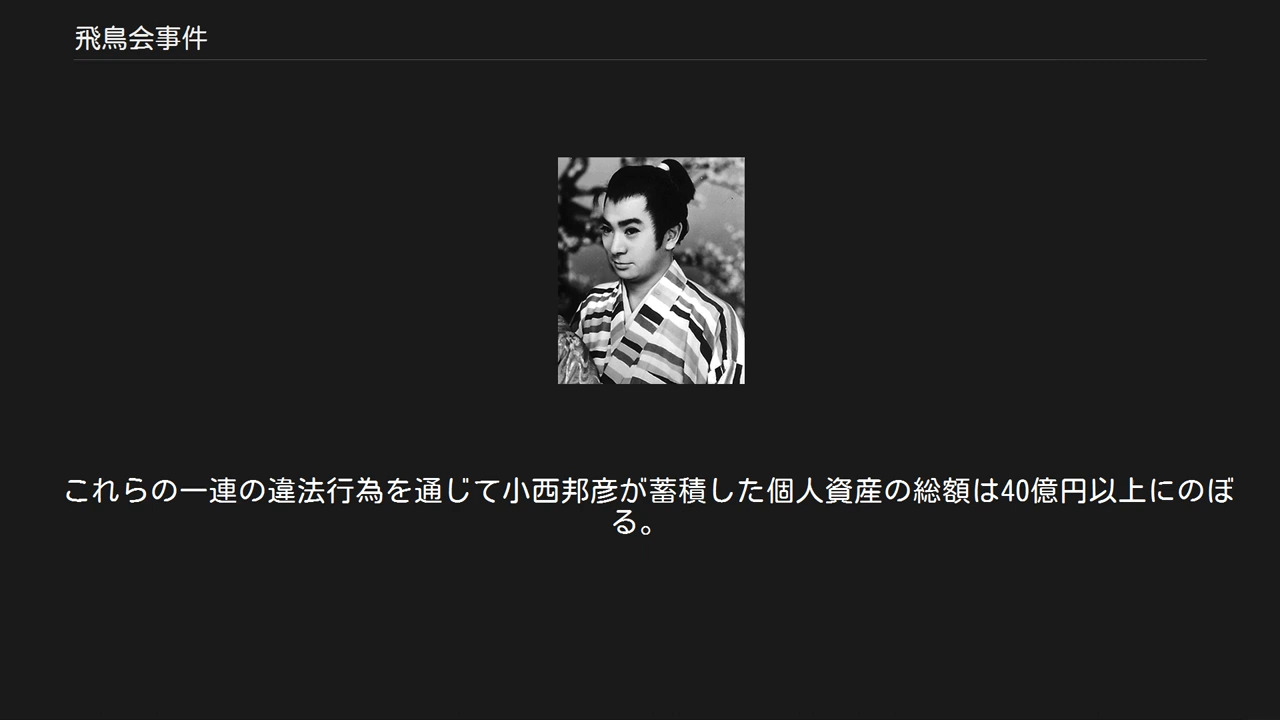 飛鳥会事件
これらの一連の違法行為を通じて小西邦彦が蓄積した個人資産の総額は40億円以上にのぼ
る。